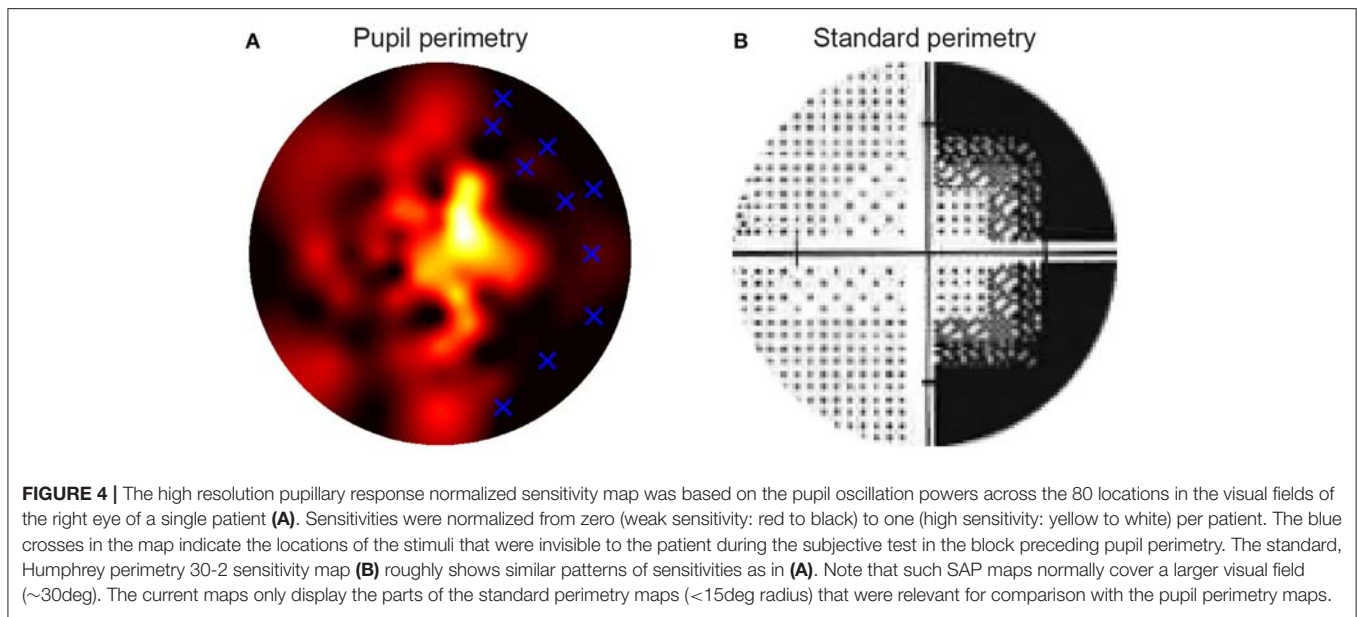 A Pupil perimetry
B Standard perimetry
FIGURE 4 | The high resolution pupillary response normalized sensitivity map was based on the pupil oscillation powers across the 80 locations in the visual fields of
the right eye of a single patient (A). Sensitivities were normalized from zero (weak sensitivity: red to black) to one (high sensitivity: yellow to white) per patient. The blue
crosses in the map indicate the locations of the stimuli that were invisible to the patient during the subjective test in the block preceding pupil perimetry. The standard,
Humphrey perimetry 30-2 sensitivity map (B) roughly shows similar patterns of sensitivities as in (A). Note that such SAP maps normally cover a larger visual field
(~30deg). The current maps only display the parts of the standard perimetry maps (<15deg radius) that were relevant for comparison with the pupil perimetry maps.